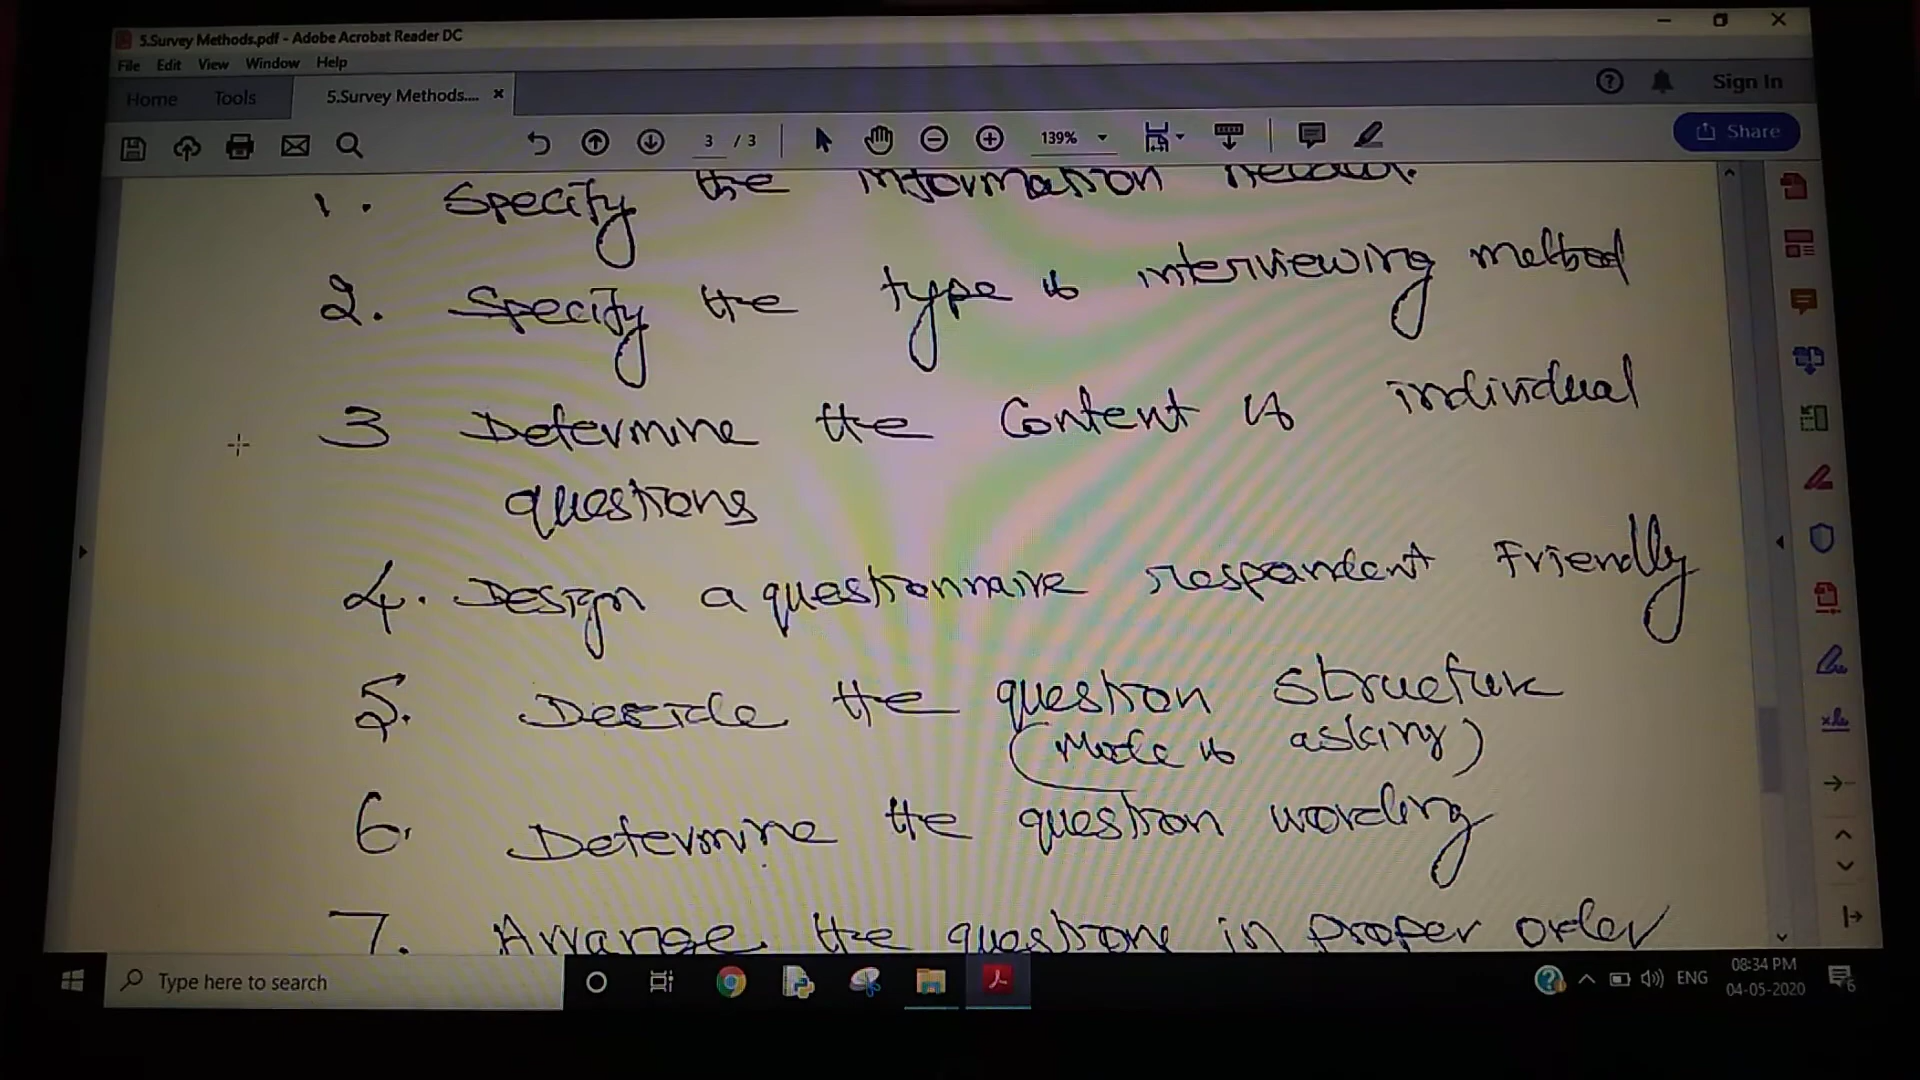 5.Survey Methods.pdf - Adobe Acrobat Reader DC
File Edit View Window Help
Home Tools 5.Survey Methods.... × Sign In
3 / 3 139% Share
1. Specify the information needed.
2. Specify the type of interviewing method
3 Determine the Content of individual
questions
4. Design a questionnaire respondent Friendly
5. Decide the question structure
(Mode of asking)
6. Determine the question wording
7. Arrange the questions in proper order
Type here to search
ENG 08:34 PM
04-05-2020
6